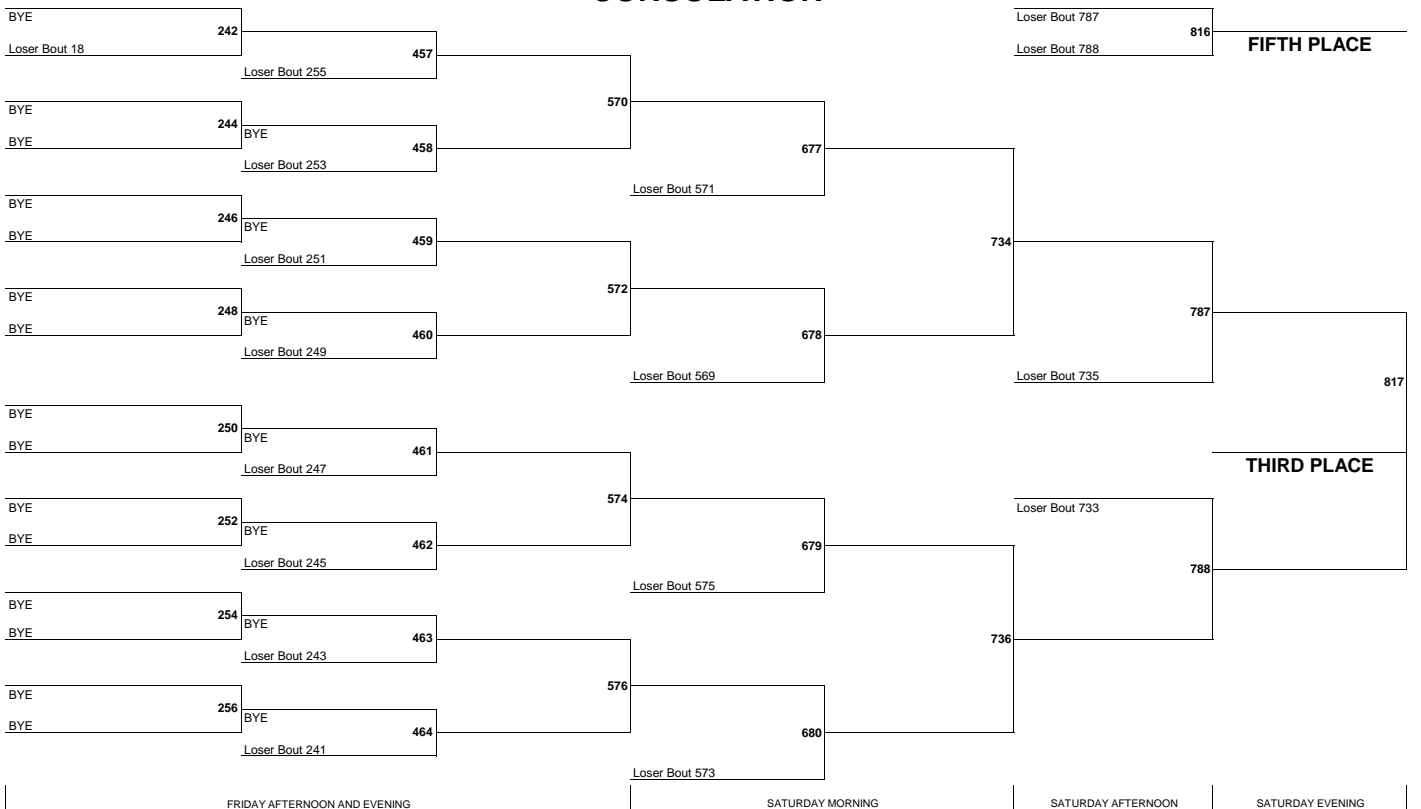 BYE
242
Loser Bout 18
457
Loser Bout 255
BYE
244
BYE
BYE
458
Loser Bout 253
570
677
Loser Bout 571
BYE
246
BYE
BYE
459
Loser Bout 251
BYE
248
BYE
BYE
460
Loser Bout 249
572
678
Loser Bout 569
734
BYE
250
BYE
BYE
461
Loser Bout 247
BYE
252
BYE
BYE
462
Loser Bout 245
574
679
Loser Bout 575
BYE
254
BYE
BYE
463
Loser Bout 243
BYE
256
BYE
BYE
464
Loser Bout 241
576
680
Loser Bout 573
736
Loser Bout 787
816
Loser Bout 788
FIFTH PLACE
787
Loser Bout 735
817
THIRD PLACE
Loser Bout 733
788
FRIDAY AFTERNOON AND EVENING
SATURDAY MORNING
SATURDAY AFTERNOON
SATURDAY EVENING